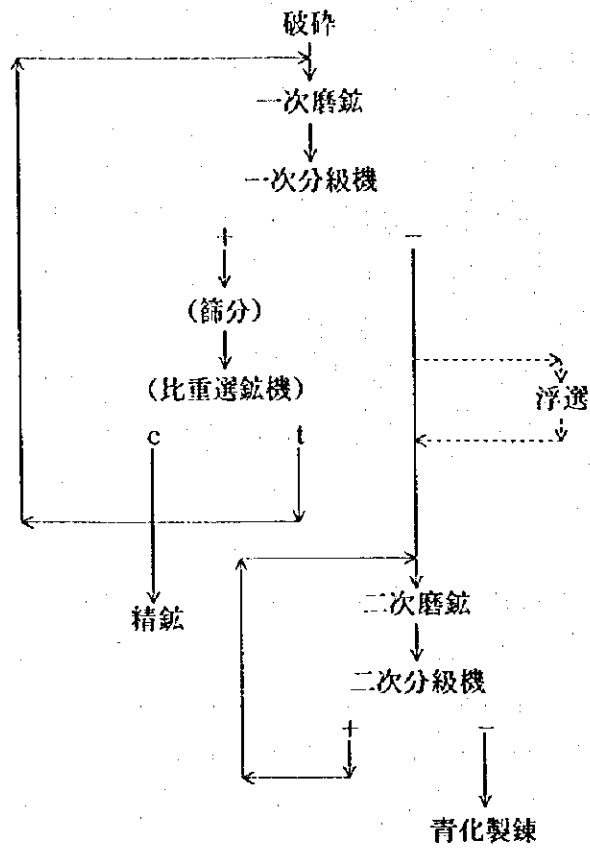 破砕
一次磨鉱
一次分級機
+ −
(篩分)
(比重選鉱機)
浮選
c t
精鉱
二次磨鉱
二次分級機
+ −
青化製錬